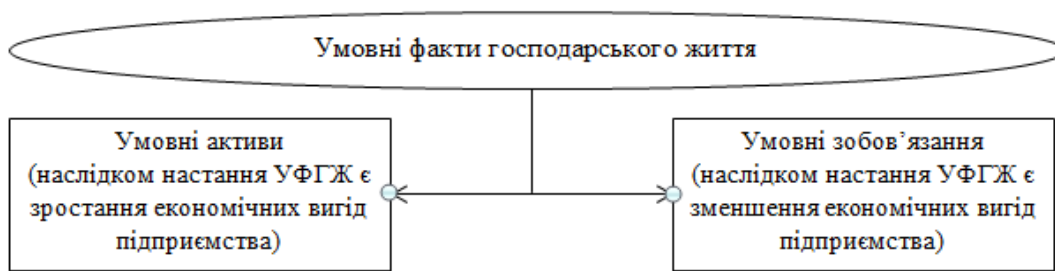 Умовні факти господарського життя
Умовні активи
(наслідком настання УФГЖ є
зростання економічних вигід
підприємства)
Умовні зобов’язання
(наслідком настання УФГЖ є
зменшення економічних вигід
підприємства)